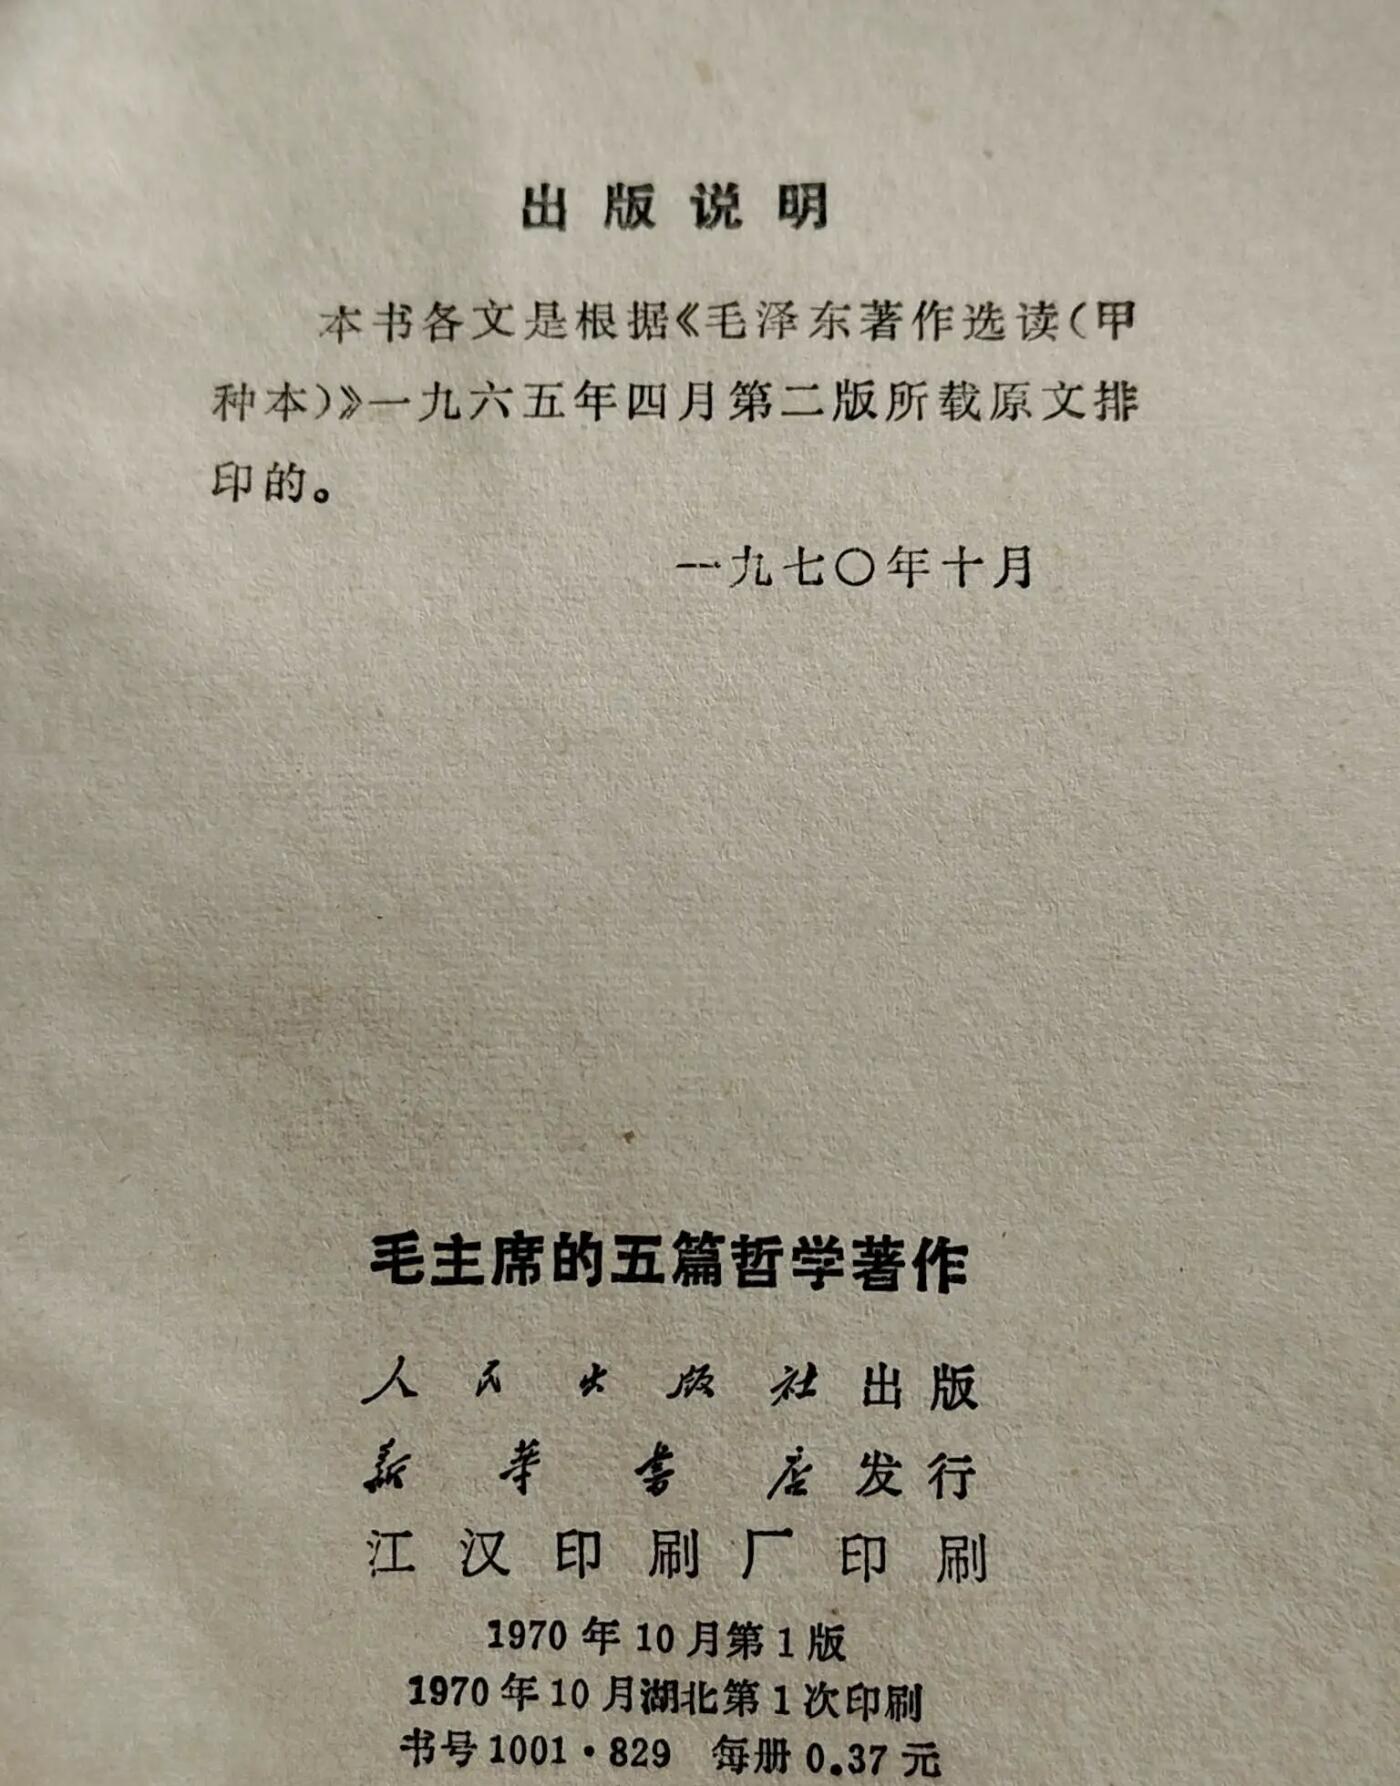 出版说明
本书各文是根据《毛泽东著作选读(甲
种本)》一九六五年四月第二版所载原文排
印的。
一九七〇年十月
毛主席的五篇哲学著作
人民出版社出版
新华书店发行
江汉印刷厂印刷
1970年10月第1版
1970年10月湖北第1次印刷
书号1001·829 每册0.37元